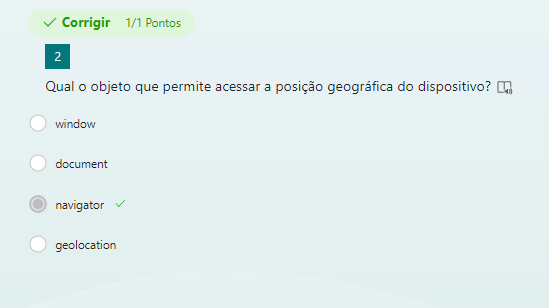 Corrigir 1/1 Pontos
2
Qual o objeto que permite acessar a posição geográfica do dispositivo?
window
document
navigator
geolocation